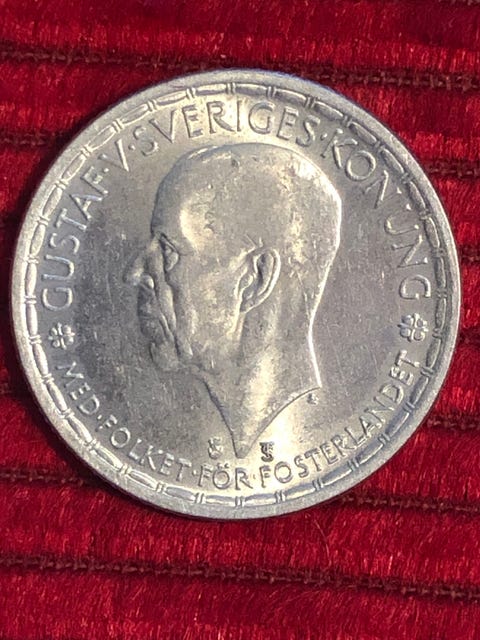 GUSTAF·V·SVERIGES·KONUNG
MED·FOLKET·FÖR·FOSTERLANDET